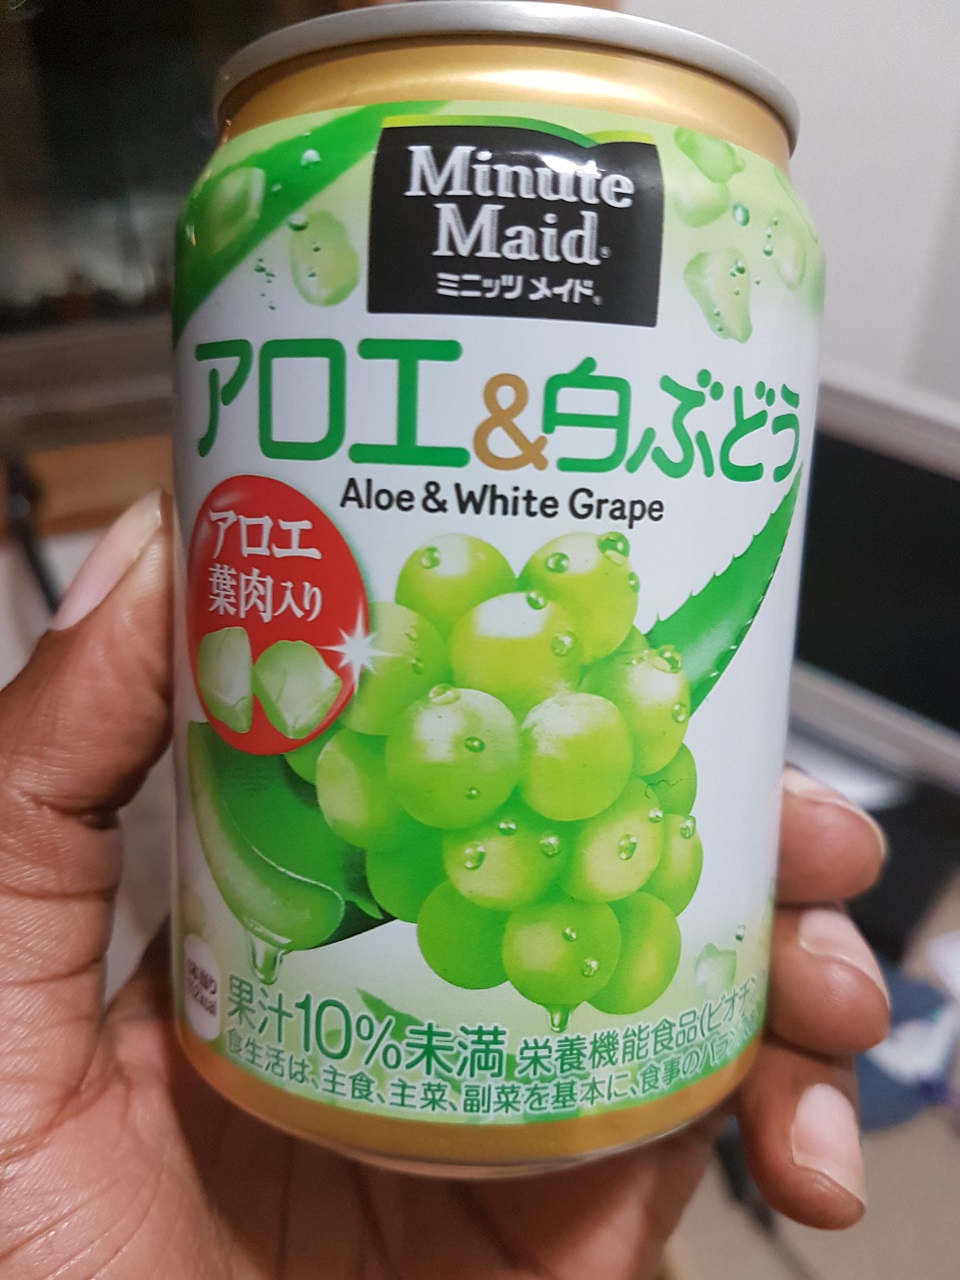 Minute
Maid
ミニッツ メイド
アロエ&白ぶどう
Aloe & White Grape
アロエ
葉肉入り
果汁10%未満 栄養機能食品(ビオチン
食生活は、主食、主菜、副菜を基本に、食事のバラン